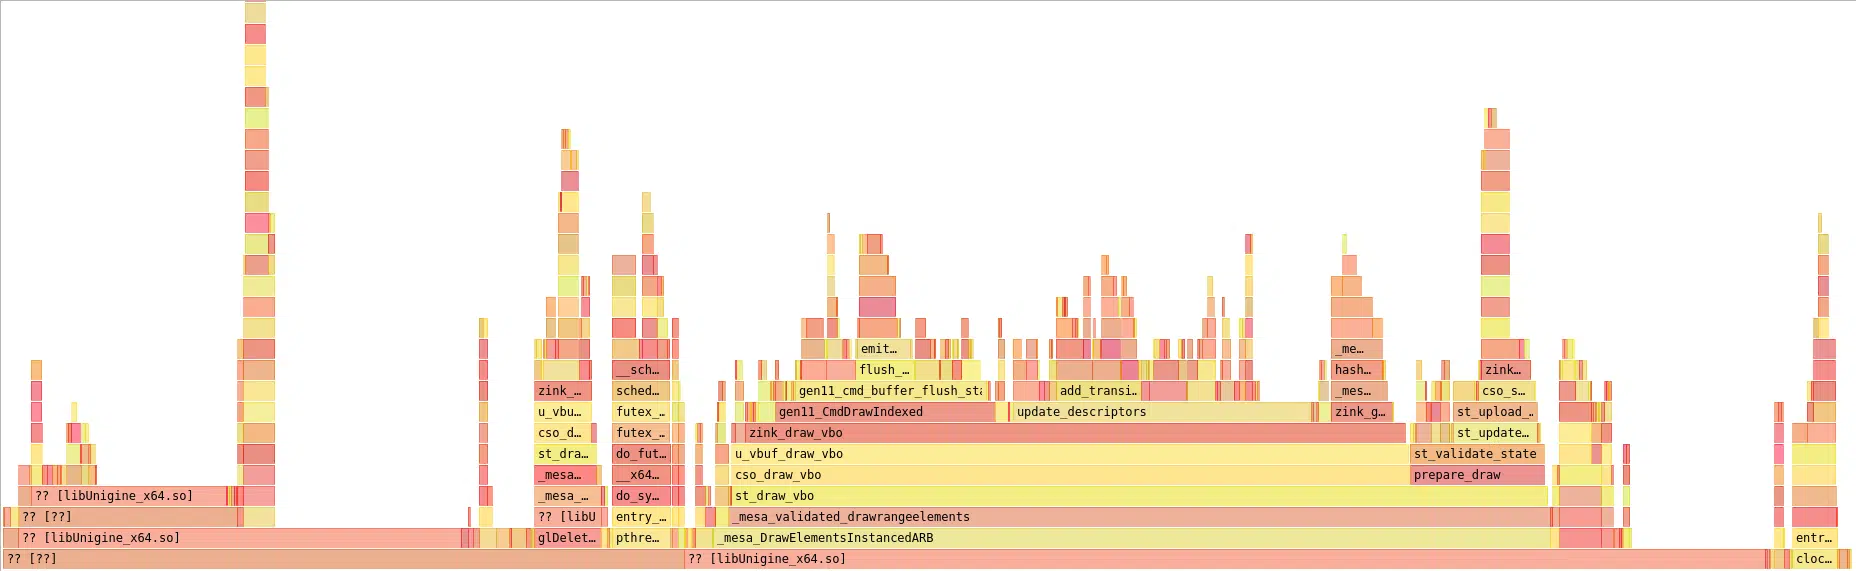 emit…
_me…
__sch…
flush_…
hash…
zink…
zink_…
sched…
gen11_cmd_buffer_flush_sta
add_transi…
_mes…
cso_s…
u_vbu…
futex_…
gen11_CmdDrawIndexed
update_descriptors
zink_g…
st_upload_…
cso_d…
futex_…
zink_draw_vbo
st_update…
st_dra…
do_fut…
u_vbuf_draw_vbo
st_validate_state
_mesa…
__x64…
cso_draw_vbo
prepare_draw
?? [libUnigine_x64.so]
_mesa_…
do_sy…
st_draw_vbo
?? [??]
?? [libU
entry_…
_mesa_validated_drawrangeelements
?? [libUnigine_x64.so]
glDelet…
pthre…
_mesa_DrawElementsInstancedARB
entr…
?? [??]
?? [libUnigine_x64.so]
cloc…